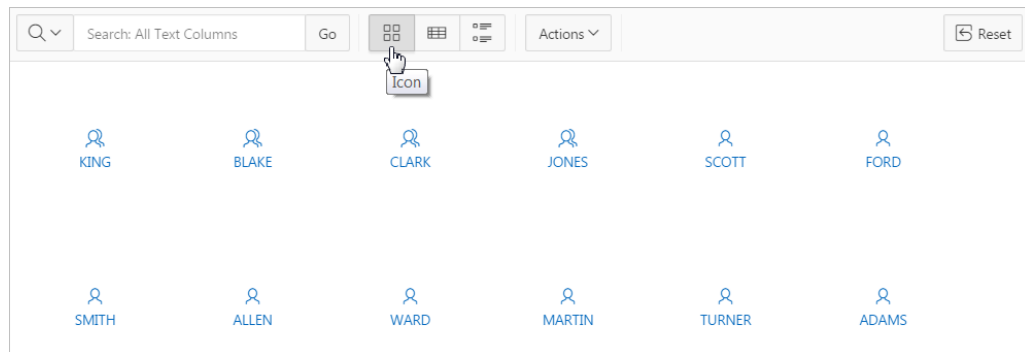 Search: All Text Columns Go Actions Reset
Icon
KING BLAKE CLARK JONES SCOTT FORD
SMITH ALLEN WARD MARTIN TURNER ADAMS